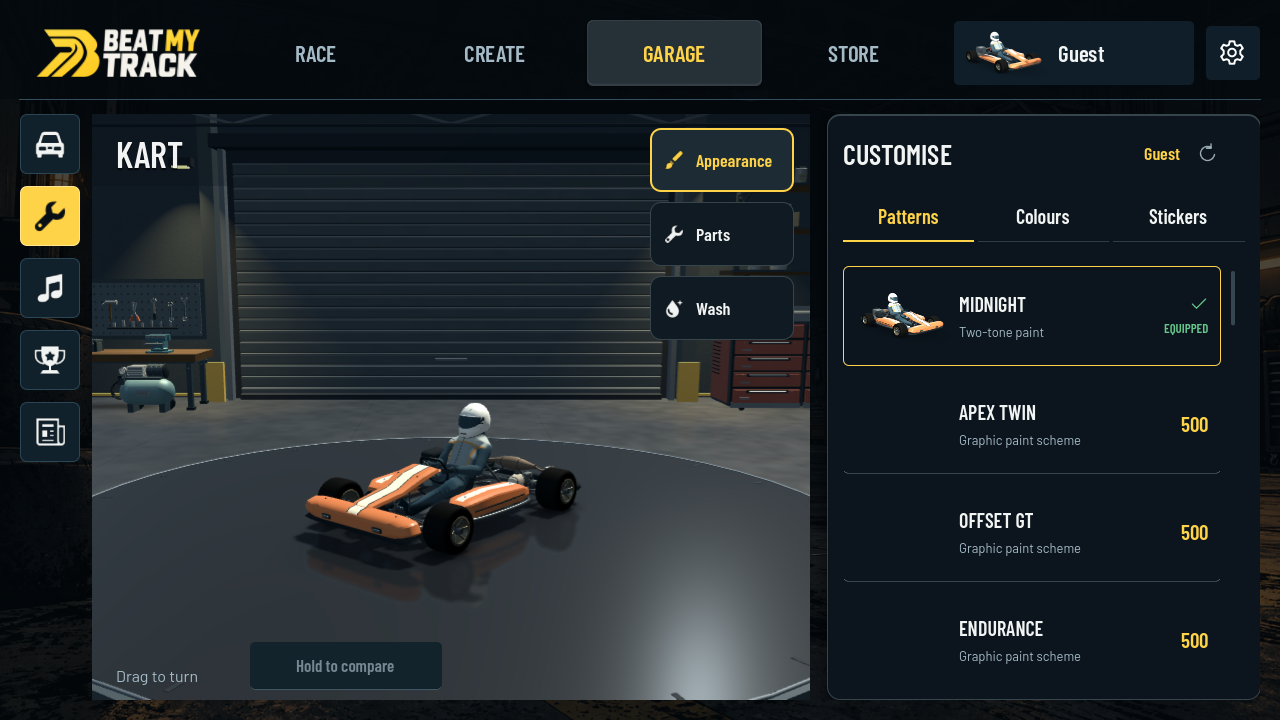 BEAT MY TRACK
RACE
CREATE
GARAGE
STORE
Guest
KART
Appearance
Parts
Wash
Drag to turn
Hold to compare
CUSTOMISE
Guest
Patterns
Colours
Stickers
MIDNIGHT
Two-tone paint
EQUIPPED
APEX TWIN
Graphic paint scheme
500
OFFSET GT
Graphic paint scheme
500
ENDURANCE
Graphic paint scheme
500